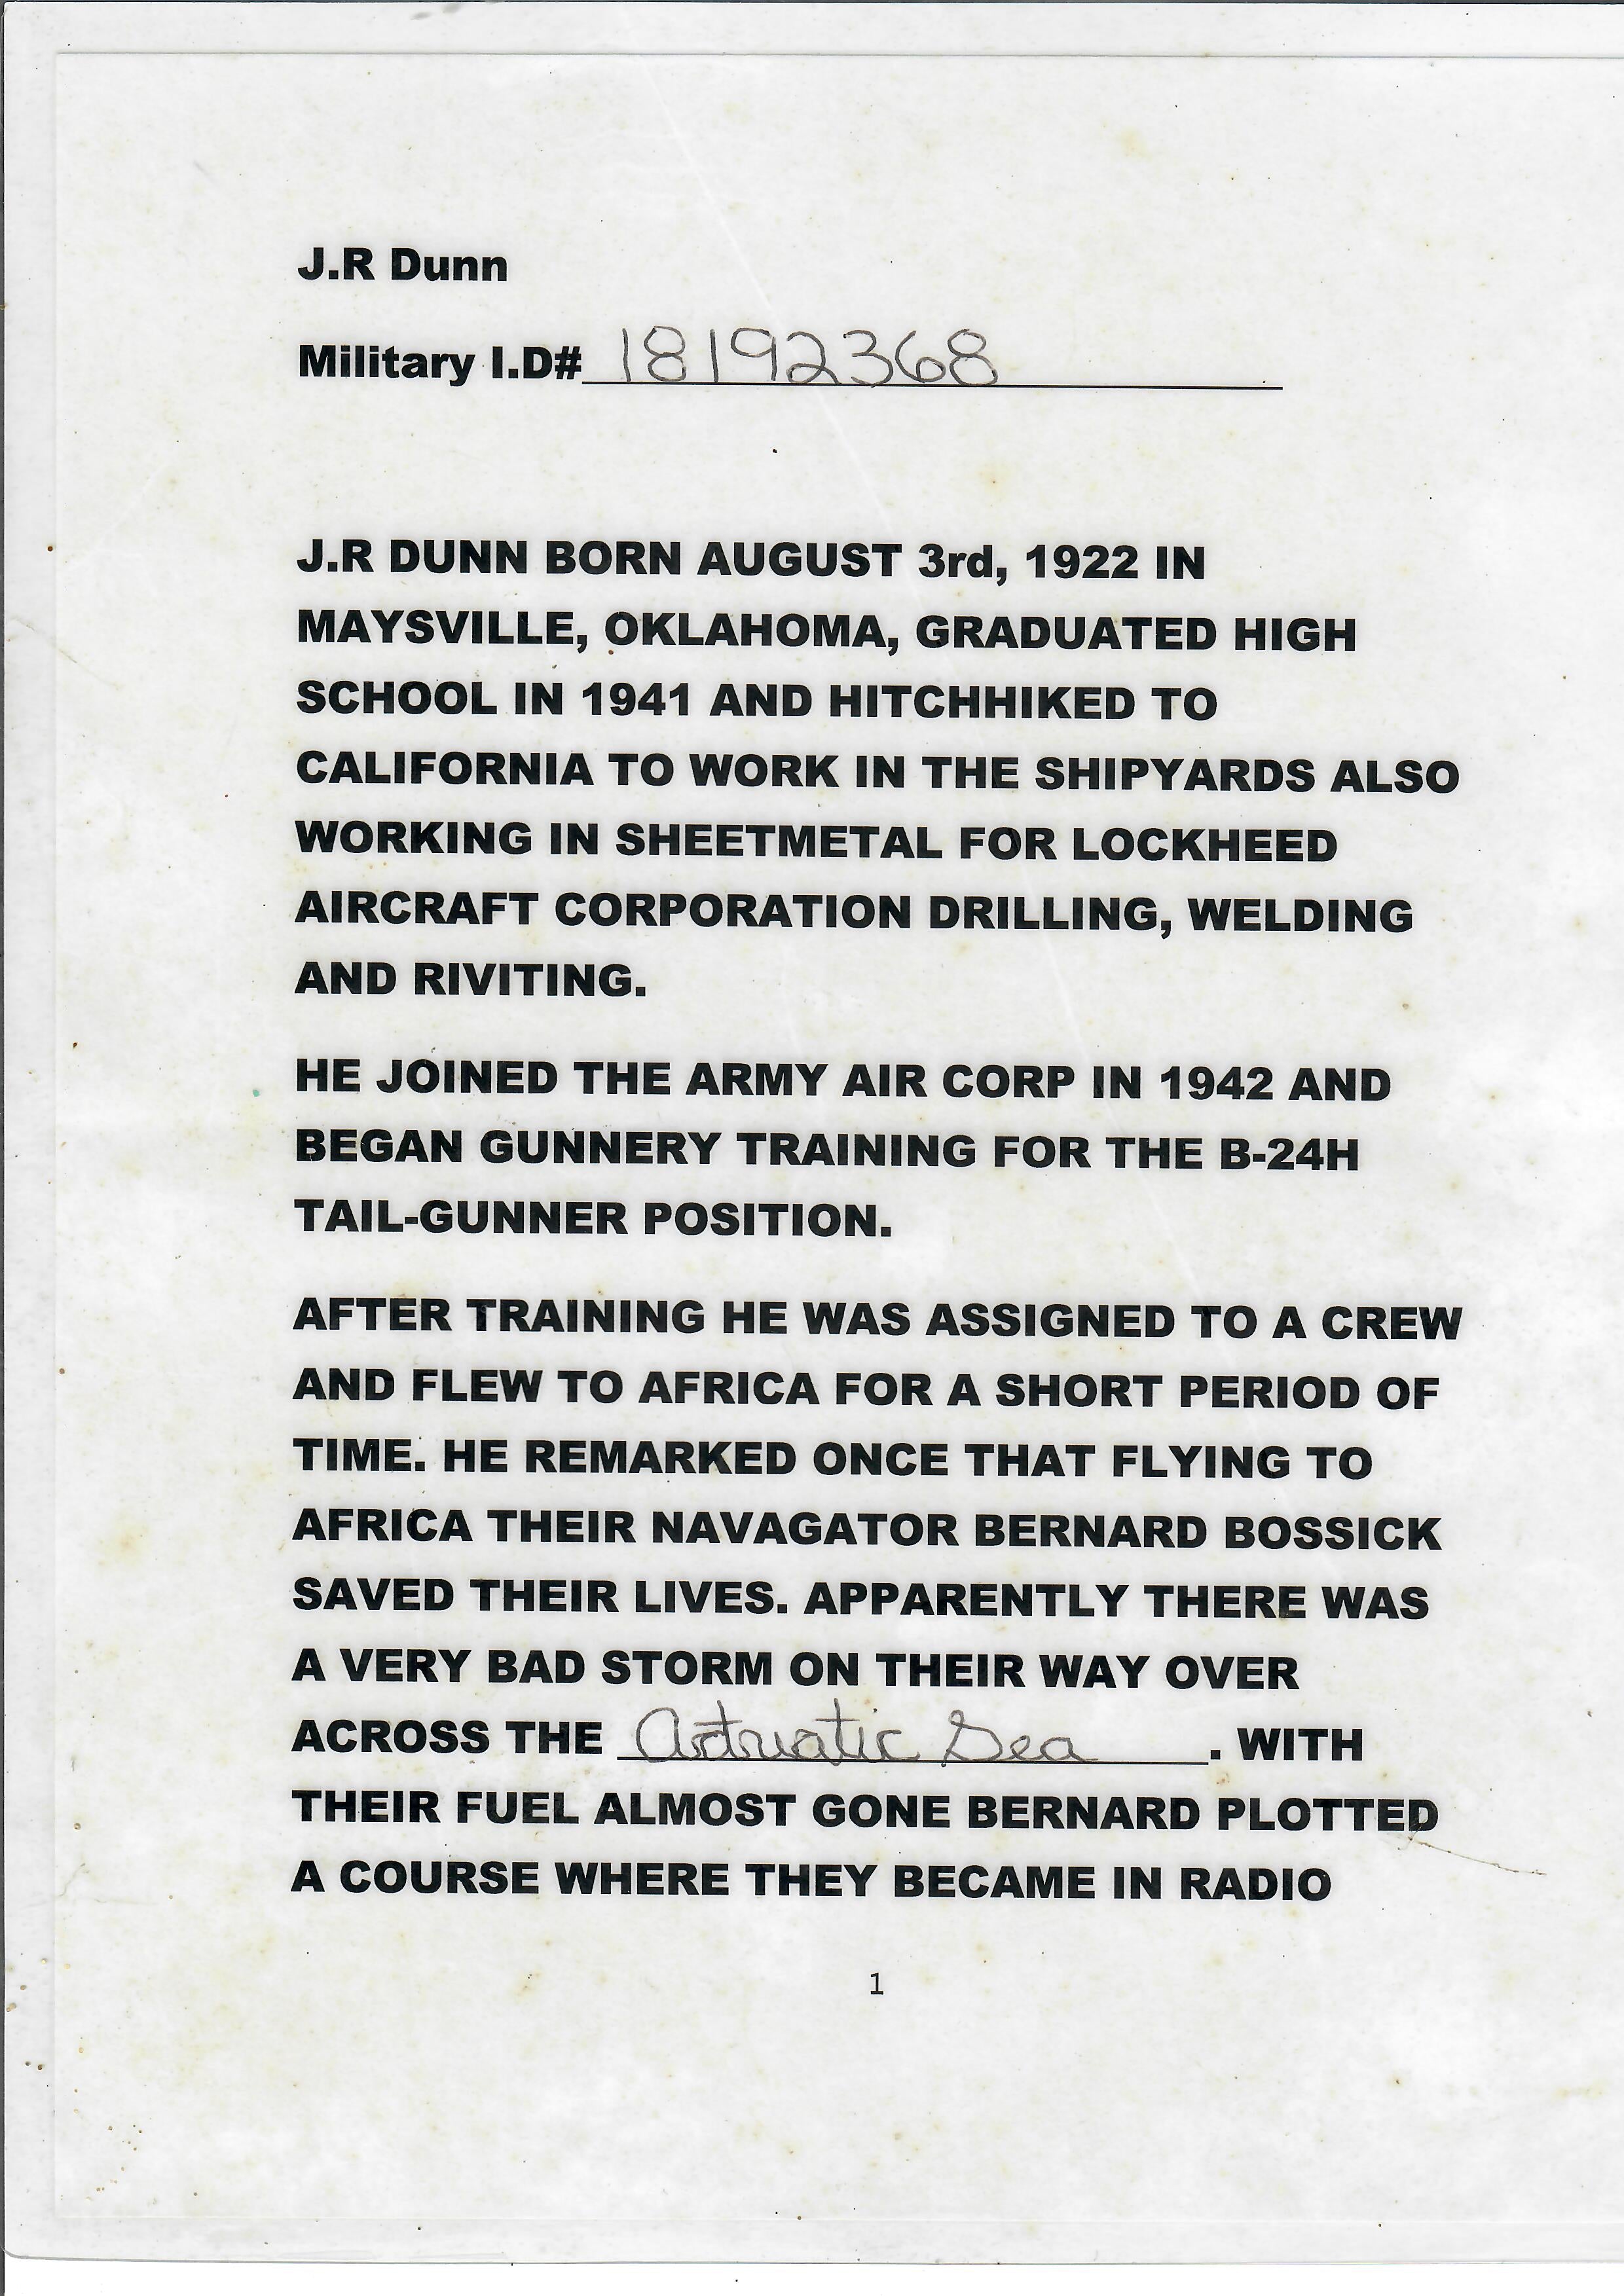 J.R Dunn
Military I.D# 18192368
J.R DUNN BORN AUGUST 3rd, 1922 IN
MAYSVILLE, OKLAHOMA, GRADUATED HIGH
SCHOOL IN 1941 AND HITCHHIKED TO
CALIFORNIA TO WORK IN THE SHIPYARDS ALSO
WORKING IN SHEETMETAL FOR LOCKHEED
AIRCRAFT CORPORATION DRILLING, WELDING
AND RIVITING.
HE JOINED THE ARMY AIR CORP IN 1942 AND
BEGAN GUNNERY TRAINING FOR THE B-24H
TAIL-GUNNER POSITION.
AFTER TRAINING HE WAS ASSIGNED TO A CREW
AND FLEW TO AFRICA FOR A SHORT PERIOD OF
TIME. HE REMARKED ONCE THAT FLYING TO
AFRICA THEIR NAVAGATOR BERNARD BOSSICK
SAVED THEIR LIVES. APPARENTLY THERE WAS
A VERY BAD STORM ON THEIR WAY OVER
ACROSS THE Sea . WITH
THEIR FUEL ALMOST GONE BERNARD PLOTTED
A COURSE WHERE THEY BECAME IN RADIO
1